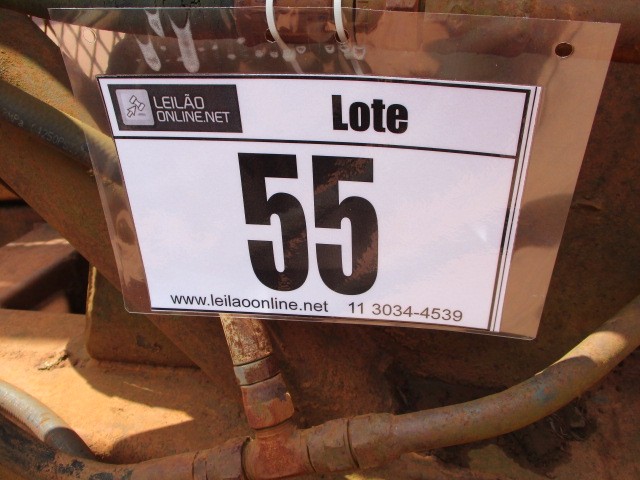 LEILÃO
ONLINE.NET
Lote
55
www.leilaoonline.net 11 3034-4539